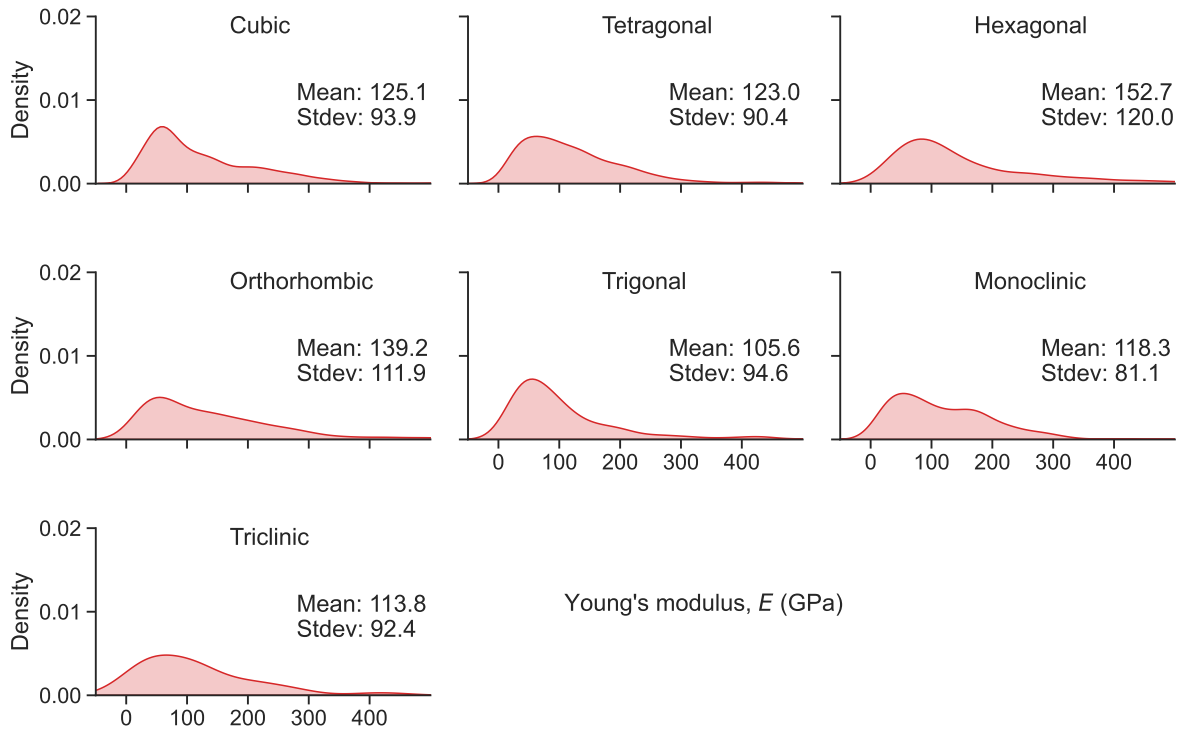 0.02
Cubic
Tetragonal
Hexagonal
Density
0.01
Mean: 125.1
Stdev: 93.9
Mean: 123.0
Stdev: 90.4
Mean: 152.7
Stdev: 120.0
0.00
0.02
Orthorhombic
Trigonal
Monoclinic
Density
0.01
Mean: 139.2
Stdev: 111.9
Mean: 105.6
Stdev: 94.6
Mean: 118.3
Stdev: 81.1
0.00
0 100 200 300 400
0 100 200 300 400
0.02
Triclinic
Density
0.01
Mean: 113.8
Stdev: 92.4
Young's modulus, E (GPa)
0.00
0 100 200 300 400